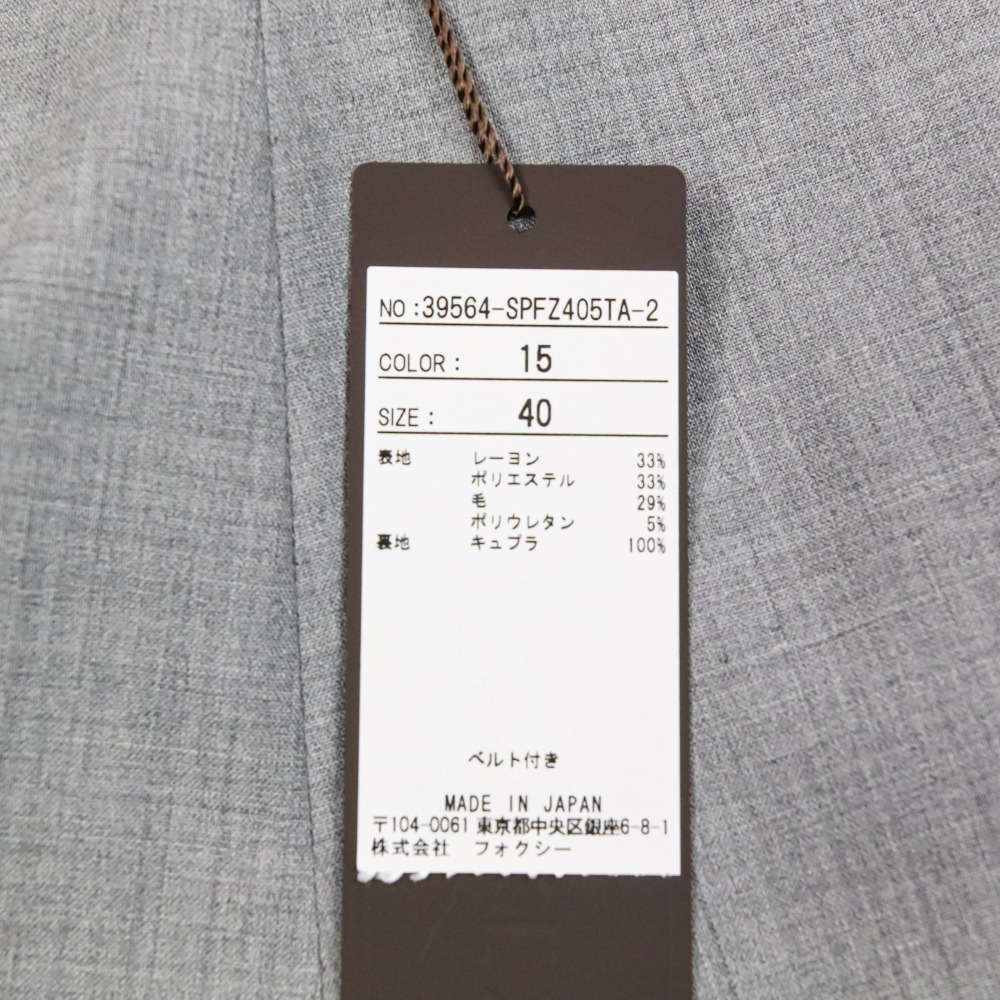 NO:39564-SPFZ405TA-2
COLOR: 15
SIZE: 40
表地 レーヨン 33%
ポリエステル 33%
毛 29%
ポリウレタン 5%
裏地 キュプラ 100%
ベルト付き
MADE IN JAPAN
〒104-0061 東京都中央区銀座6-8-1
株式会社 フォクシー